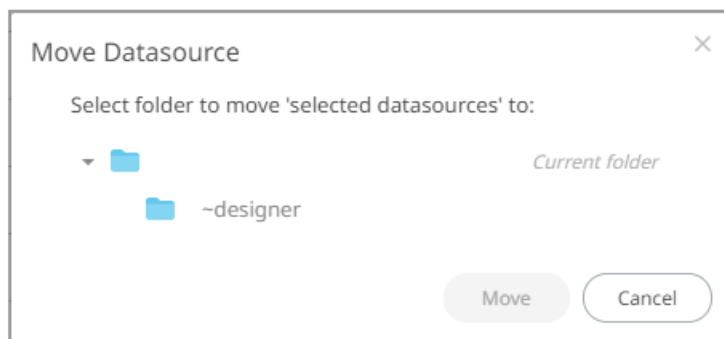 Move Datasource
Select folder to move 'selected datasources' to:
Current folder
~designer
Move Cancel